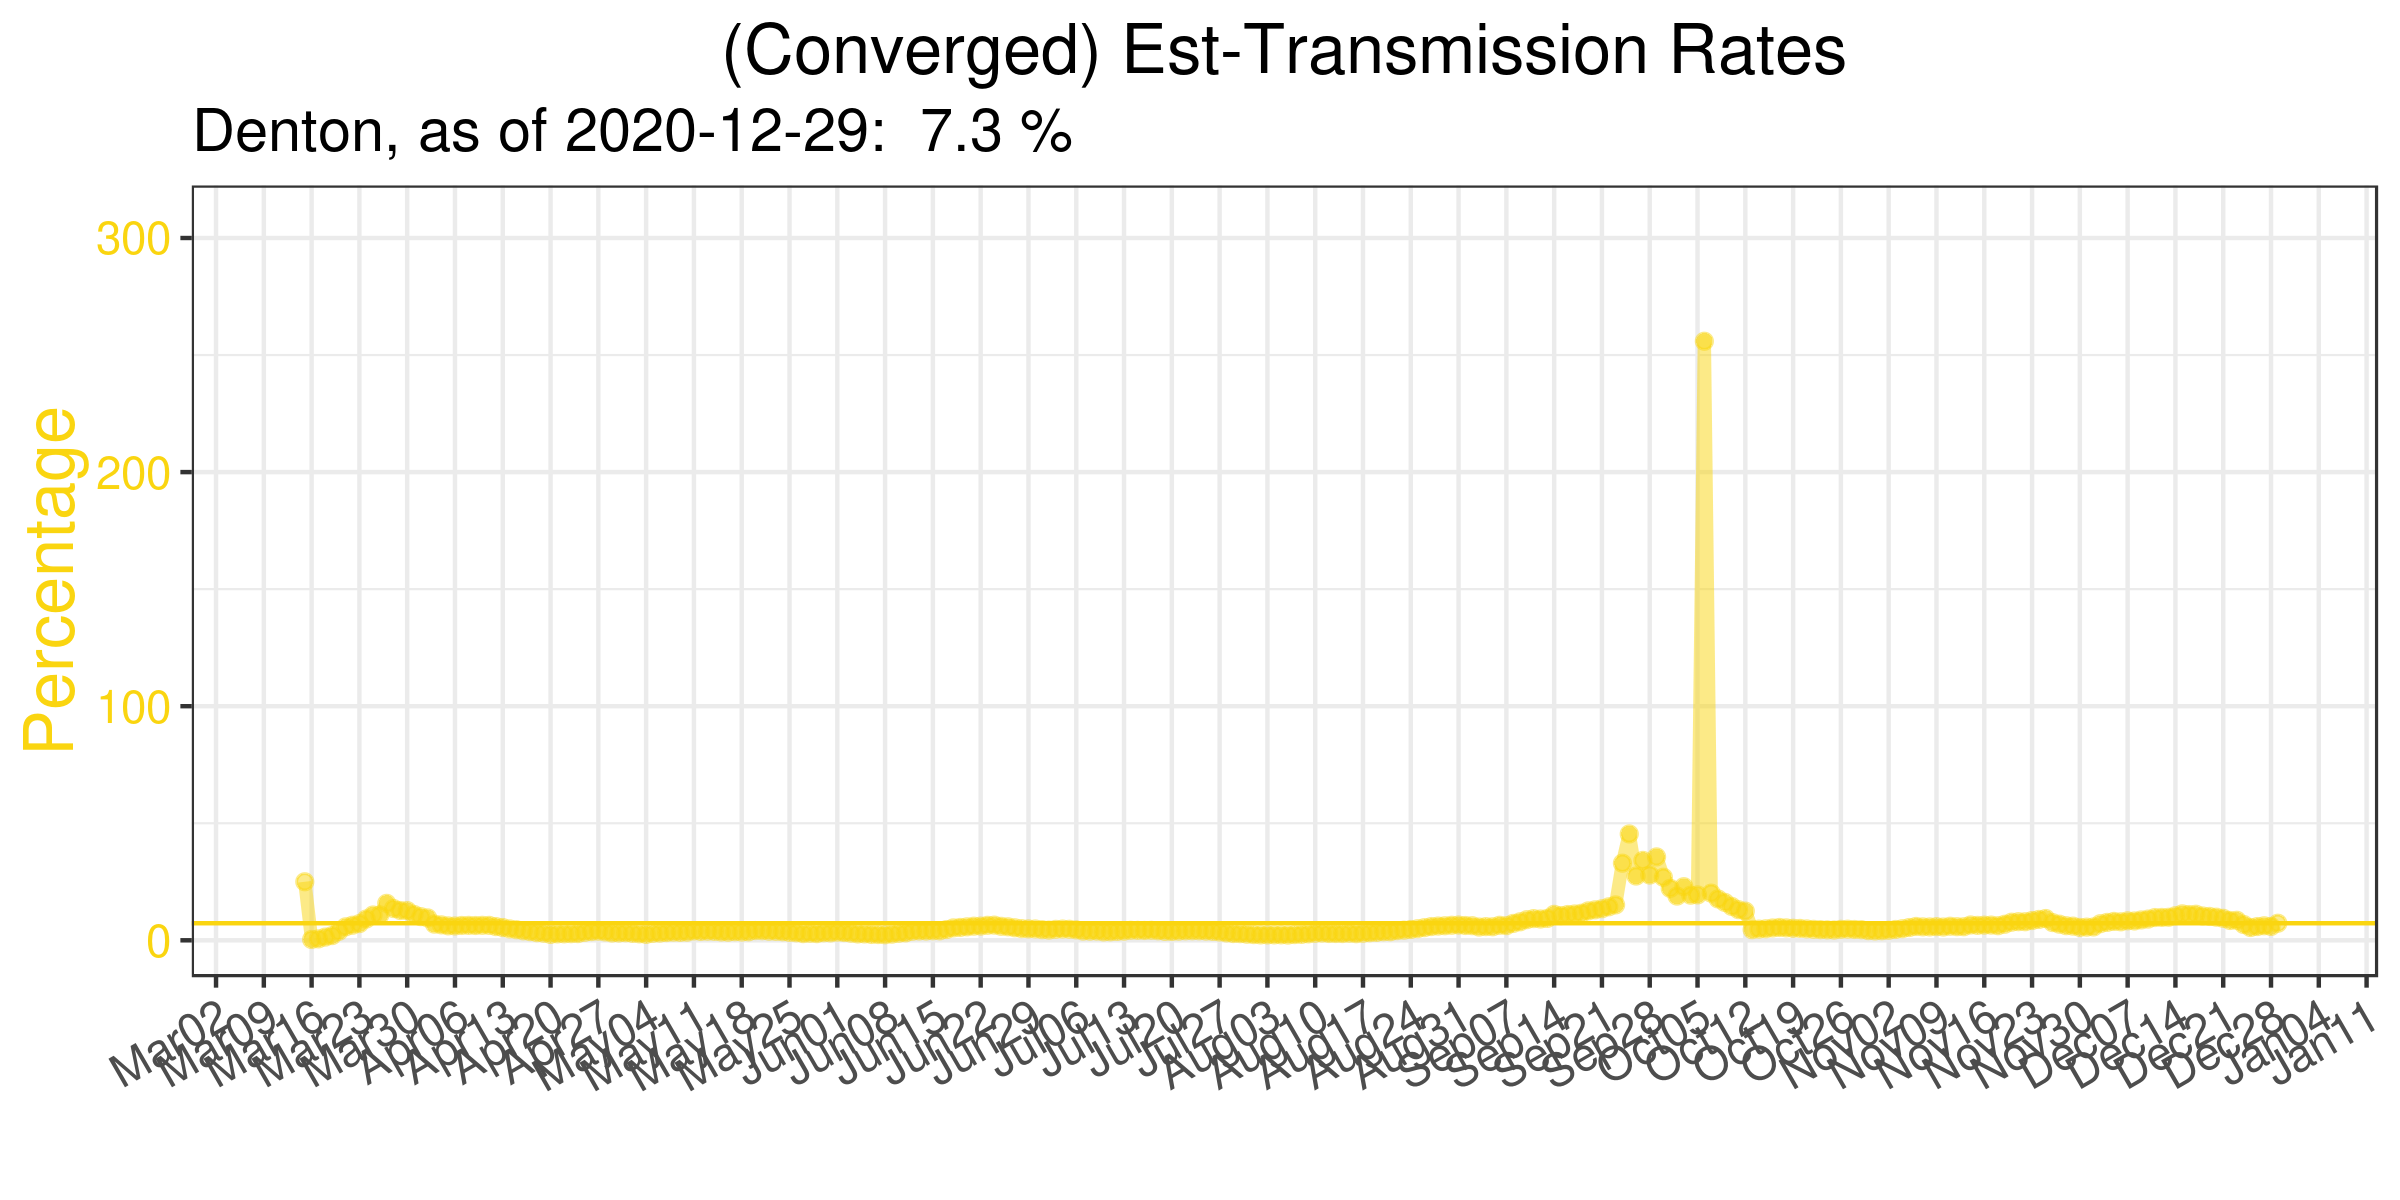 (Converged) Est-Transmission Rates
Denton, as of 2020-12-29:  7.3 %
Percentage
300
200
100
0
Mar02
Mar09
Mar16
Mar23
Mar30
Apr06
Apr13
Apr20
Apr27
May04
May11
May18
May25
Jun01
Jun08
Jun15
Jun22
Jun29
Jul06
Jul13
Jul20
Jul27
Aug03
Aug10
Aug17
Aug24
Aug31
Sep07
Sep14
Sep21
Sep28
Oct05
Oct12
Oct19
Oct26
Nov02
Nov09
Nov16
Nov23
Nov30
Dec07
Dec14
Dec21
Dec28
Jan04
Jan11